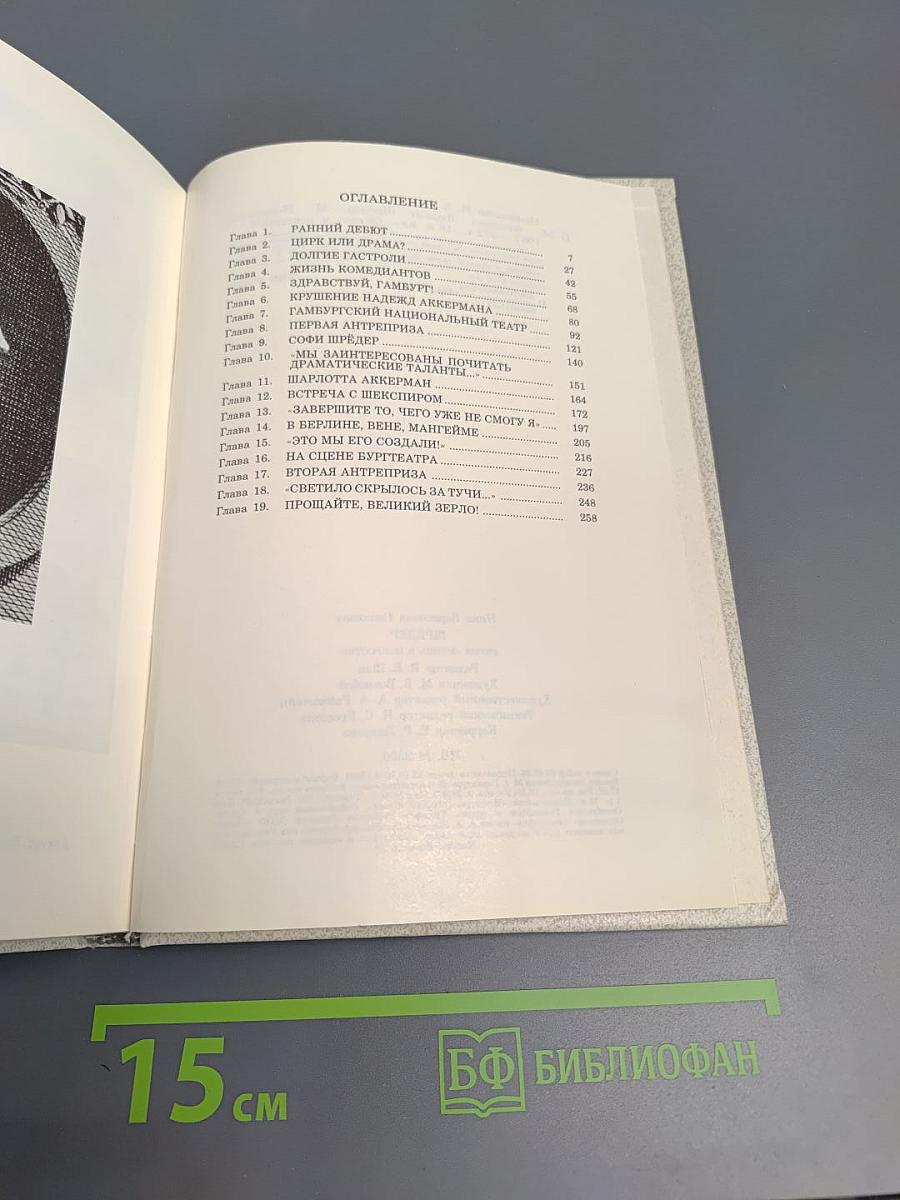 ОГЛАВЛЕНИЕ
Глава 1. РАННИЙ ДЕБЮТ 7
Глава 2. ЦИРК ИЛИ ДРАМА? 27
Глава 3. ДОЛГИЕ ГАСТРОЛИ 42
Глава 4. ЖИЗНЬ КОМЕДИАНТОВ 55
Глава 5. ЗДРАВСТВУЙ, ГАМБУРГ! 68
Глава 6. КРУШЕНИЕ НАДЕЖД АККЕРМАНА 80
Глава 7. ГАМБУРГСКИЙ НАЦИОНАЛЬНЫЙ ТЕАТР 92
Глава 8. ПЕРВАЯ АНТРЕПРИЗА 121
Глава 9. СОФИ ШРЁДЕР 140
Глава 10. «МЫ ЗАИНТЕРЕСОВАНЫ ПОЧИТАТЬ
ДРАМАТИЧЕСКИЕ ТАЛАНТЫ...» 151
Глава 11. ШАРЛОТТА АККЕРМАН 164
Глава 12. ВСТРЕЧА С ШЕКСПИРОМ 172
Глава 13. «ЗАВЕРШИТЕ ТО, ЧЕГО УЖЕ НЕ СМОГУ Я» 197
Глава 14. В БЕРЛИНЕ, ВЕНЕ, МАНГЕЙМЕ 205
Глава 15. «ЭТО МЫ ЕГО СОЗДАЛИ!» 216
Глава 16. НА СЦЕНЕ БУРГТЕАТРА 227
Глава 17. ВТОРАЯ АНТРЕПРИЗА 236
Глава 18. «СВЕТИЛО СКРЫЛОСЬ ЗА ТУЧИ...» 248
Глава 19. ПРОЩАЙТЕ, ВЕЛИКИЙ ЗЕРЛО! 258
15 см
БФ БИБЛИОФАН